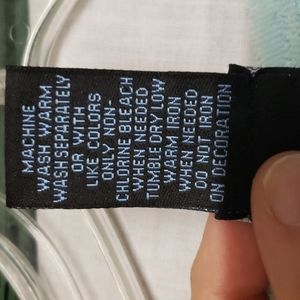 MACHINE
WASH WARM
WASH SEPARATELY
OR WITH
LIKE COLORS
ONLY NON-
CHLORINE BLEACH
WHEN NEEDED
TUMBLE DRY LOW
WARM IRON
WHEN NEEDED
DO NOT IRON
ON DECORATION